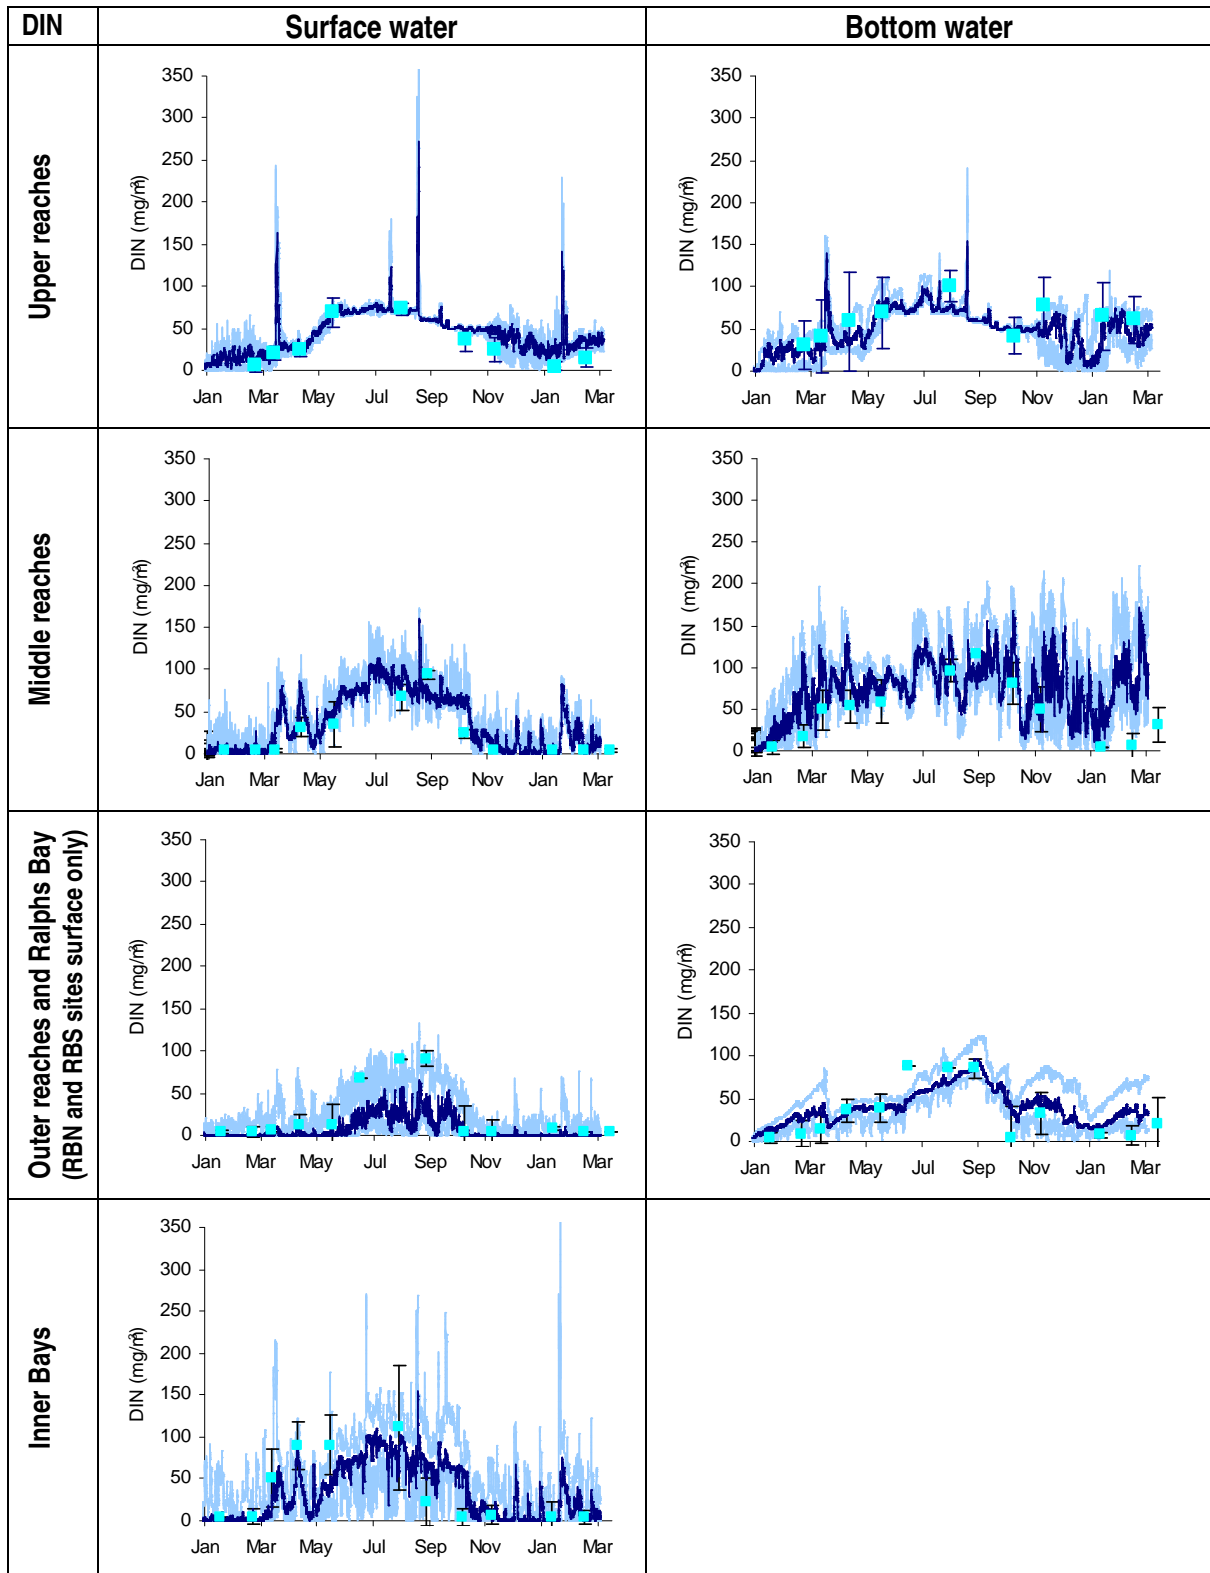 DIN Surface water Bottom water
Upper reaches
DIN (mg/m³)
350
300
250
200
150
100
50
0
Jan Mar May Jul Sep Nov Jan Mar
DIN (mg/m³)
350
300
250
200
150
100
50
0
Jan Mar May Jul Sep Nov Jan Mar
Middle reaches
DIN (mg/m³)
350
300
250
200
150
100
50
0
Jan Mar May Jul Sep Nov Jan Mar
DIN (mg/m³)
350
300
250
200
150
100
50
0
Jan Mar May Jul Sep Nov Jan Mar
Outer reaches and Ralphs Bay
(RBN and RBS sites surface only)
DIN (mg/m³)
350
300
250
200
150
100
50
0
Jan Mar May Jul Sep Nov Jan Mar
DIN (mg/m³)
350
300
250
200
150
100
50
0
Jan Mar May Jul Sep Nov Jan Mar
Inner Bays
DIN (mg/m³)
350
300
250
200
150
100
50
0
Jan Mar May Jul Sep Nov Jan Mar